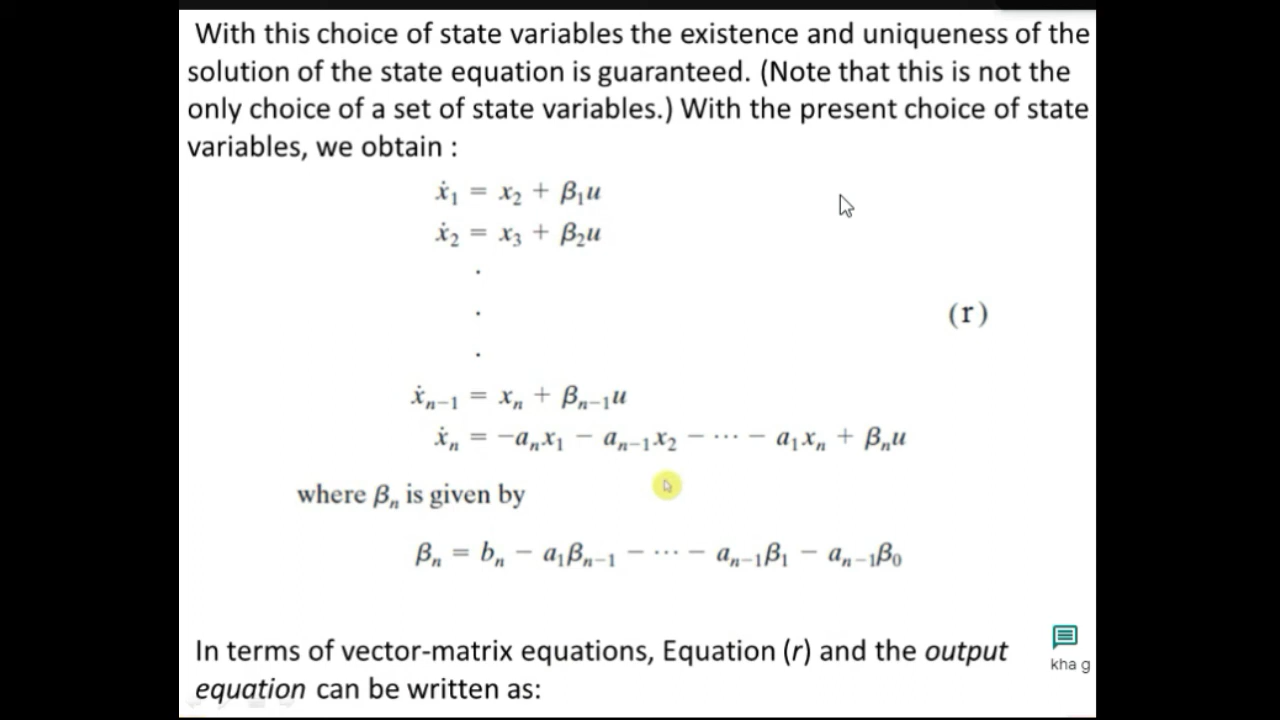 With this choice of state variables the existence and uniqueness of the
solution of the state equation is guaranteed. (Note that this is not the
only choice of a set of state variables.) With the present choice of state
variables, we obtain :
ẋ₁ = x₂ + β₁u
ẋ₂ = x₃ + β₂u
.
.
(r)
.
ẋₙ₋₁ = xₙ + βₙ₋₁u
ẋₙ = −aₙx₁ − aₙ₋₁x₂ − ⋯ − a₁xₙ + βₙu
where βₙ is given by
βₙ = bₙ − a₁βₙ₋₁ − ⋯ − aₙ₋₁β₁ − aₙ₋₁β₀
In terms of vector-matrix equations, Equation (r) and the output
equation can be written as:
kha g